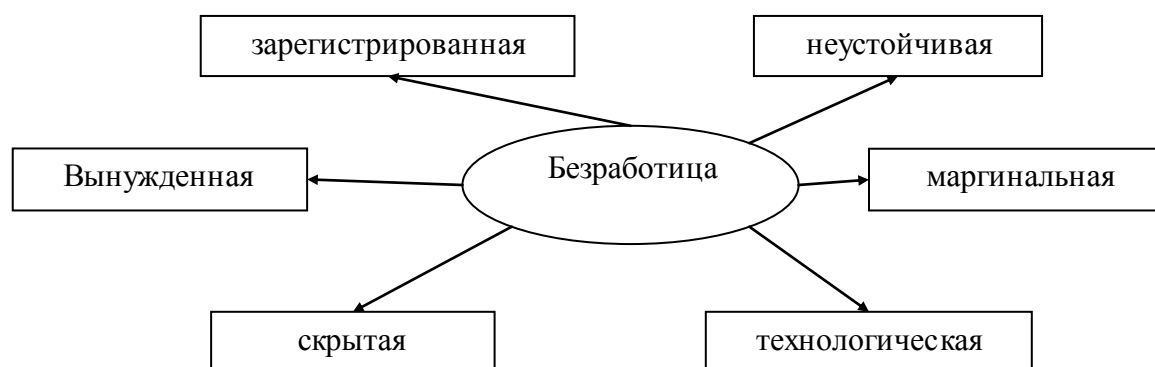 зарегистрированная
неустойчивая
Безработица
Вынужденная
маргинальная
скрытая
технологическая